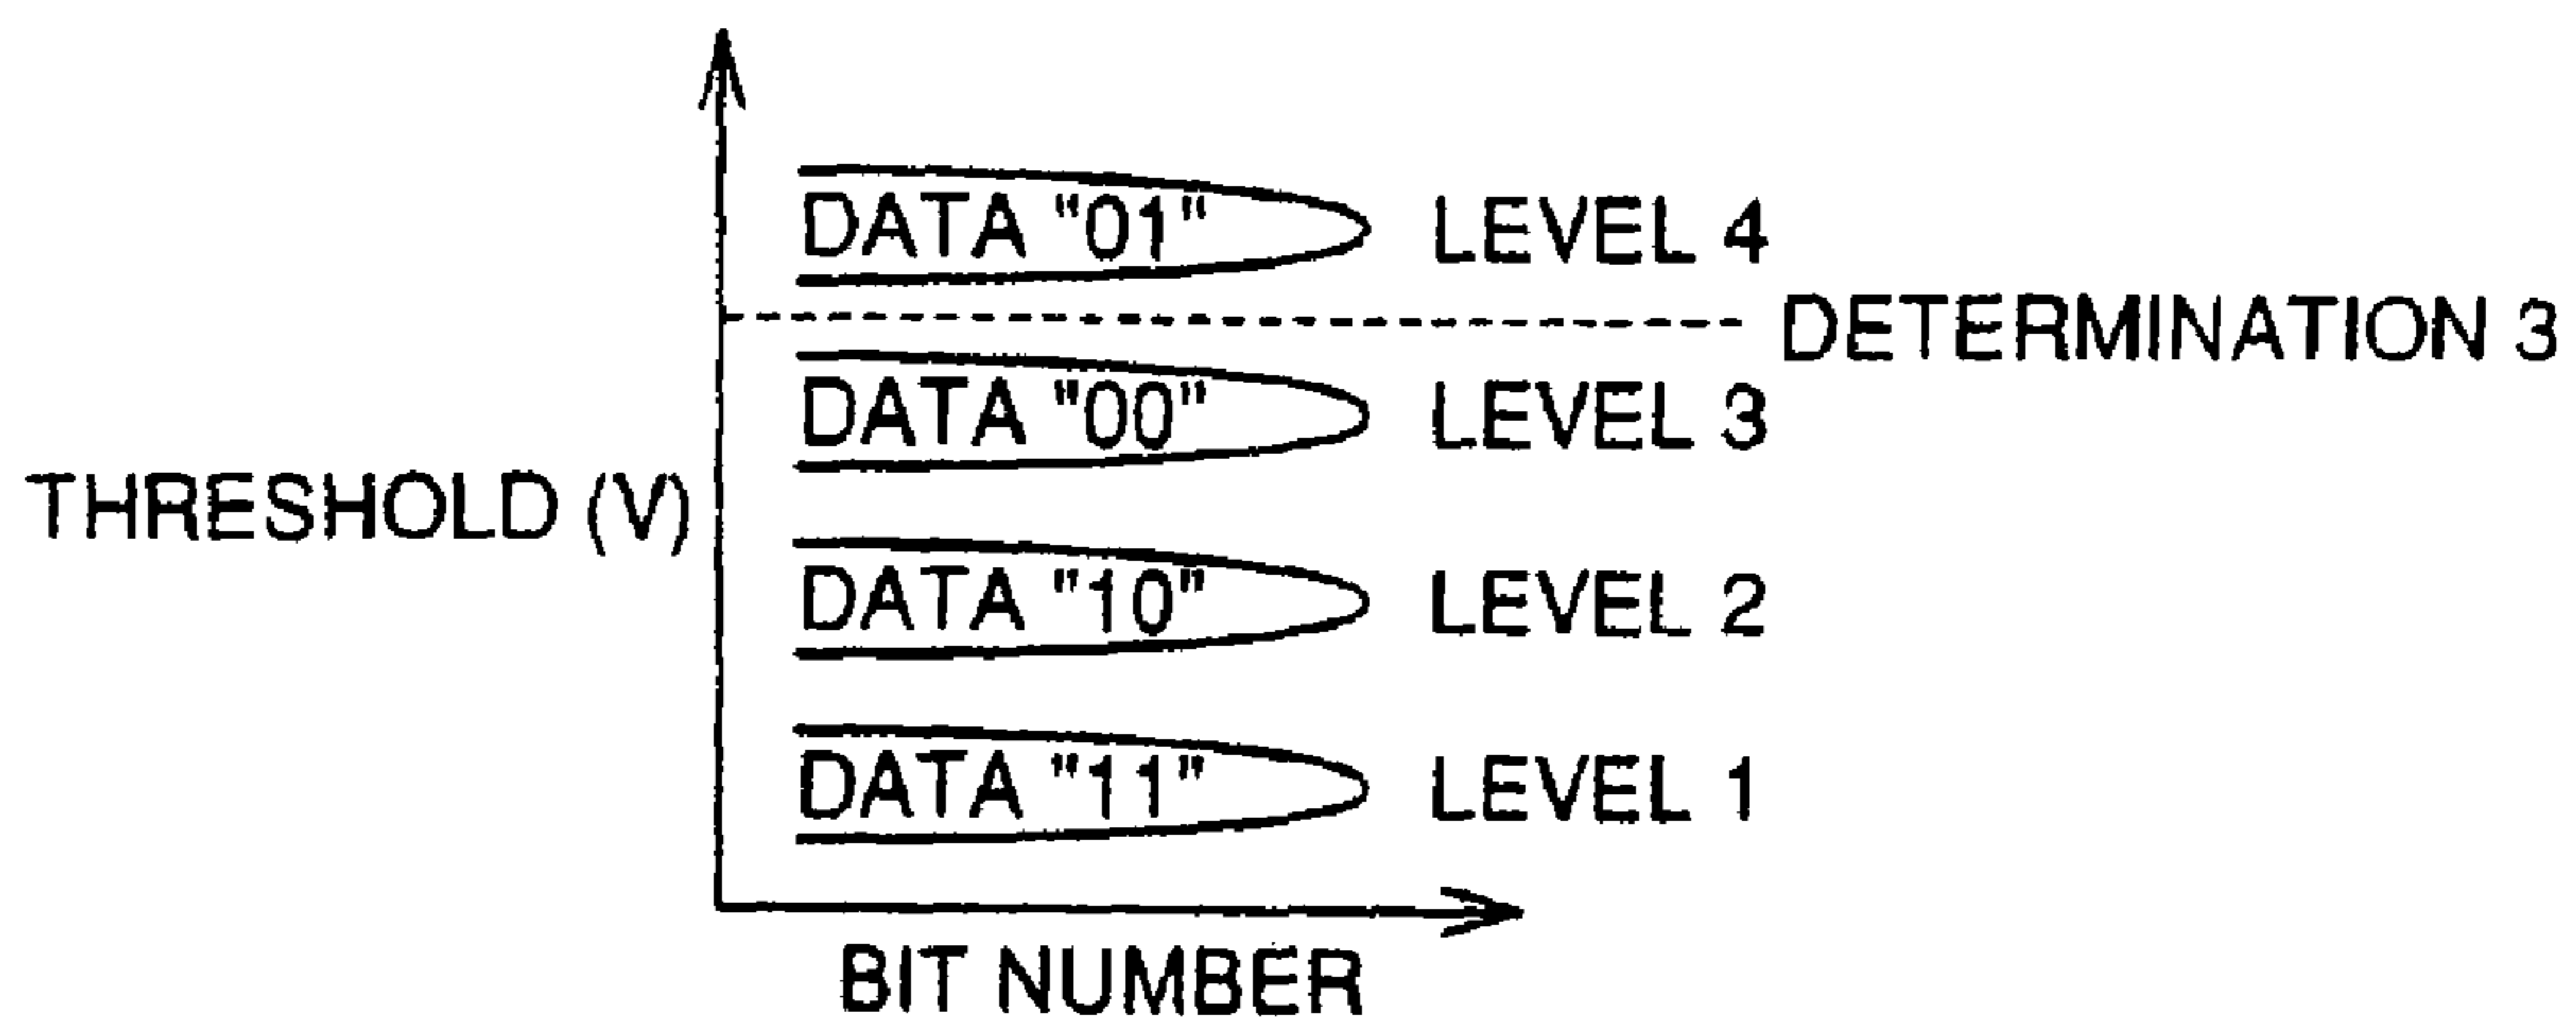 DATA "01" LEVEL 4
DETERMINATION 3
DATA "00" LEVEL 3
THRESHOLD (V)
DATA "10" LEVEL 2
DATA "11" LEVEL 1
BIT NUMBER